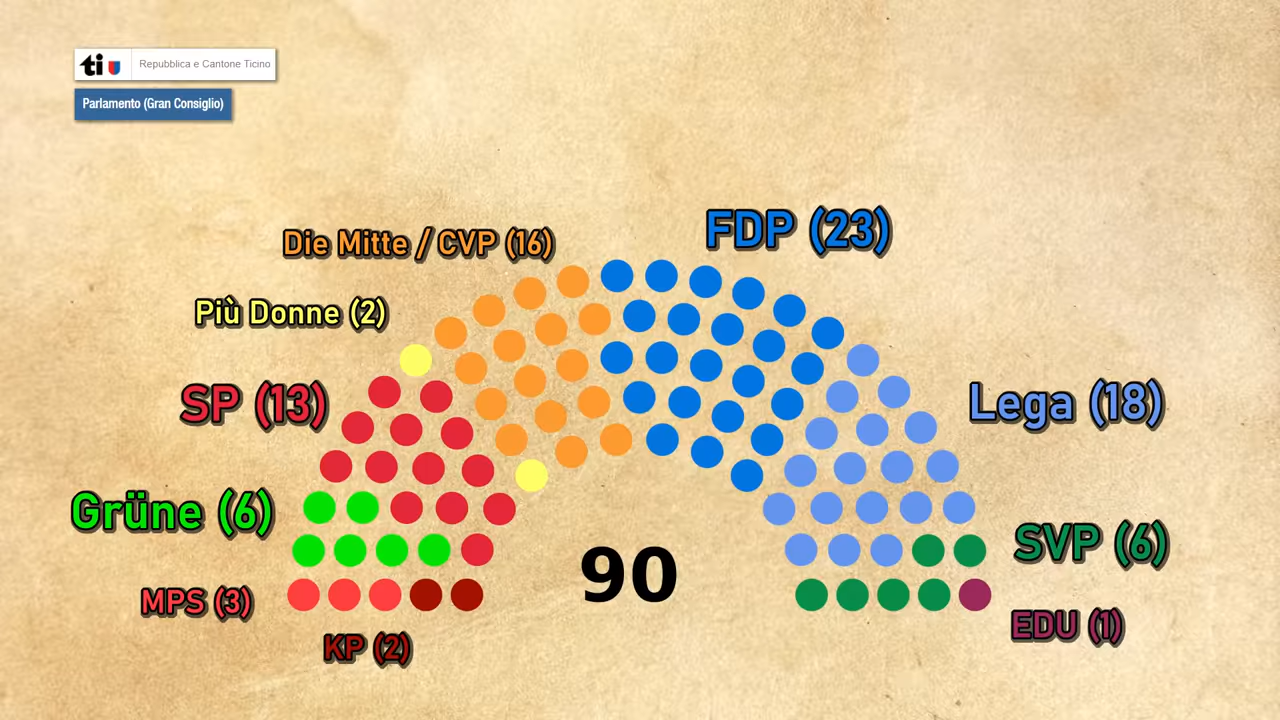 ti Repubblica e Cantone Ticino
Parlamento (Gran Consiglio)
FDP (23)
Die Mitte / CVP (16)
Più Donne (2)
SP (13)
Lega (18)
Grüne (6)
SVP (6)
90
MPS (3)
EDU (1)
KP (2)